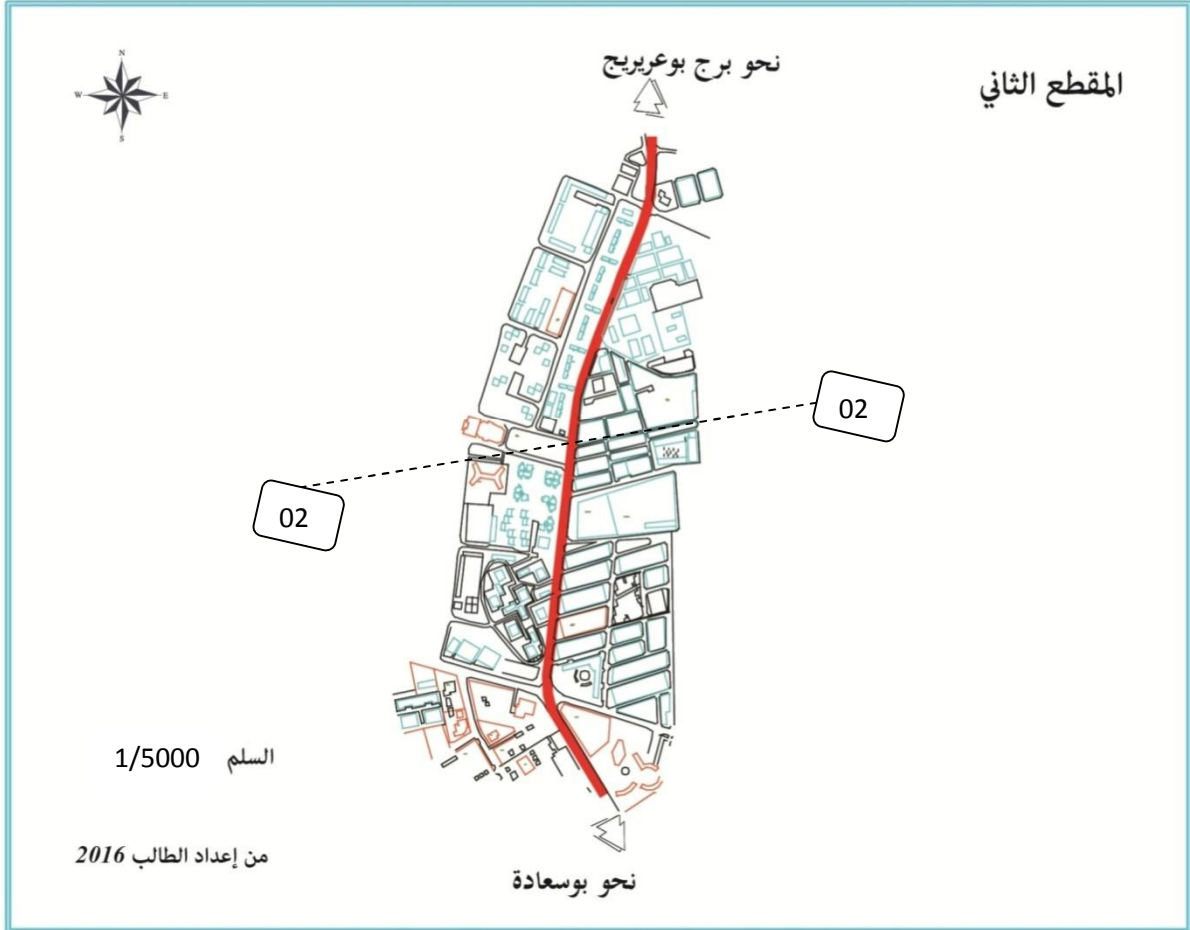 المقطع الثاني
نحو برج بوعريريج
N
W E
S
02
02
السلم 1/5000
من إعداد الطالب 2016
نحو بوسعادة